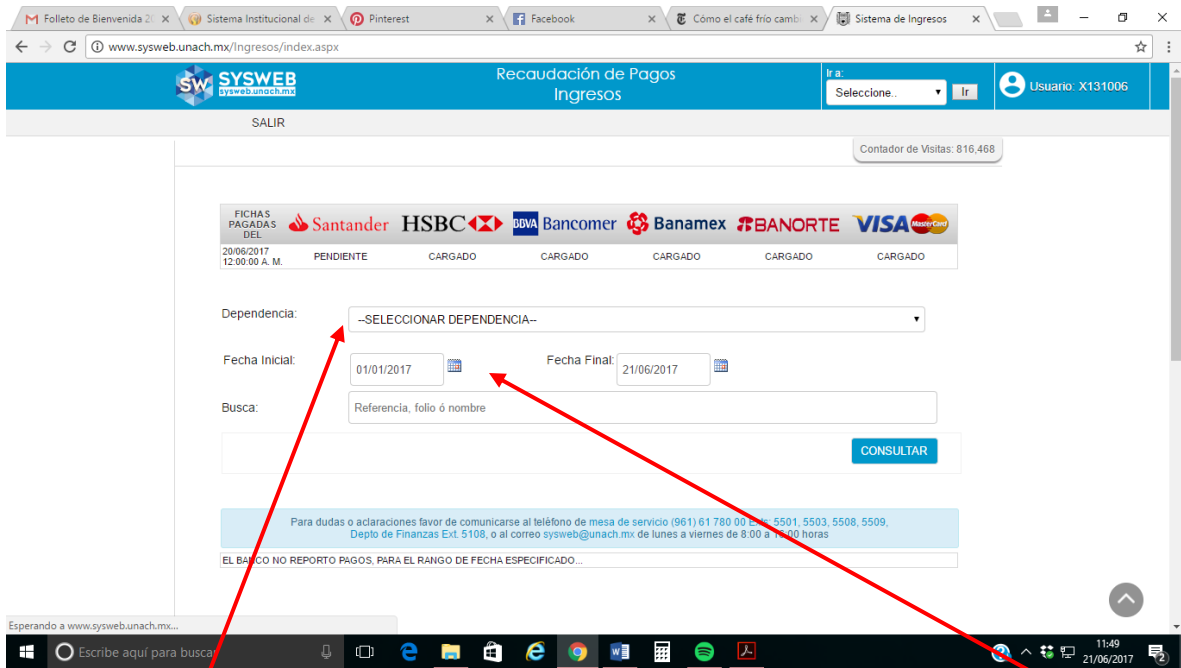 Folleto de Bienvenida 2
Sistema Institucional de
Pinterest
Facebook
Cómo el café frío cambi
Sistema de Ingresos
www.sysweb.unach.mx/Ingresos/index.aspx
SW SYSWEB
sysweb.unach.mx
Recaudación de Pagos
Ingresos
Ir a:
Seleccione..
Ir
Usuario: X131006
SALIR
Contador de Visitas: 816,468
FICHAS
PAGADAS
DEL
Santander
HSBC
BBVA Bancomer
Banamex
BANORTE
VISA
MasterCard
20/06/2017
12:00:00 A. M.
PENDIENTE
CARGADO
CARGADO
CARGADO
CARGADO
CARGADO
Dependencia:
--SELECCIONAR DEPENDENCIA--
Fecha Inicial:
01/01/2017
Fecha Final:
21/06/2017
Busca:
Referencia, folio ó nombre
CONSULTAR
Para dudas o aclaraciones favor de comunicarse al teléfono de mesa de servicio (961) 61 780 00 Exts: 5501, 5503, 5508, 5509,
Depto de Finanzas Ext. 5108, o al correo sysweb@unach.mx de lunes a viernes de 8:00 a 16:00 horas
EL BANCO NO REPORTO PAGOS, PARA EL RANGO DE FECHA ESPECIFICADO...
Esperando a www.sysweb.unach.mx...
Escribe aquí para buscar
11:49
21/06/2017